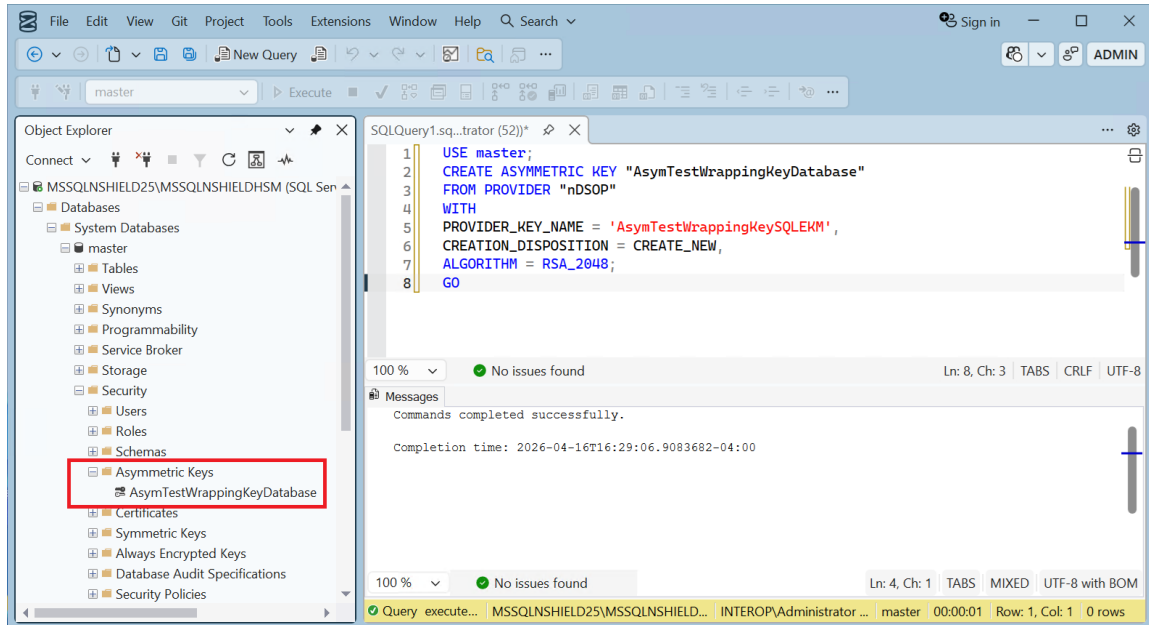 File Edit View Git Project Tools Extensions Window Help Search Sign in
New Query ADMIN
master Execute
Object Explorer
Connect
MSSQLNSHIELD25\MSSQLNSHIELDHSM (SQL Serv
Databases
System Databases
master
Tables
Views
Synonyms
Programmability
Service Broker
Storage
Security
Users
Roles
Schemas
Asymmetric Keys
AsymTestWrappingKeyDatabase
Certificates
Symmetric Keys
Always Encrypted Keys
Database Audit Specifications
Security Policies
SQLQuery1.sq...trator (52))*
1 USE master;
2 CREATE ASYMMETRIC KEY "AsymTestWrappingKeyDatabase"
3 FROM PROVIDER "nDSOP"
4 WITH
5 PROVIDER_KEY_NAME = 'AsymTestWrappingKeySQLEKM',
6 CREATION_DISPOSITION = CREATE_NEW,
7 ALGORITHM = RSA_2048;
8 GO
100 % No issues found Ln: 8, Ch: 3 TABS CRLF UTF-8
Messages
Commands completed successfully.
Completion time: 2026-04-16T16:29:06.9083682-04:00
100 % No issues found Ln: 4, Ch: 1 TABS MIXED UTF-8 with BOM
Query execute... MSSQLNSHIELD25\MSSQLNSHIELD... INTEROP\Administrator ... master 00:00:01 Row: 1, Col: 1 0 rows